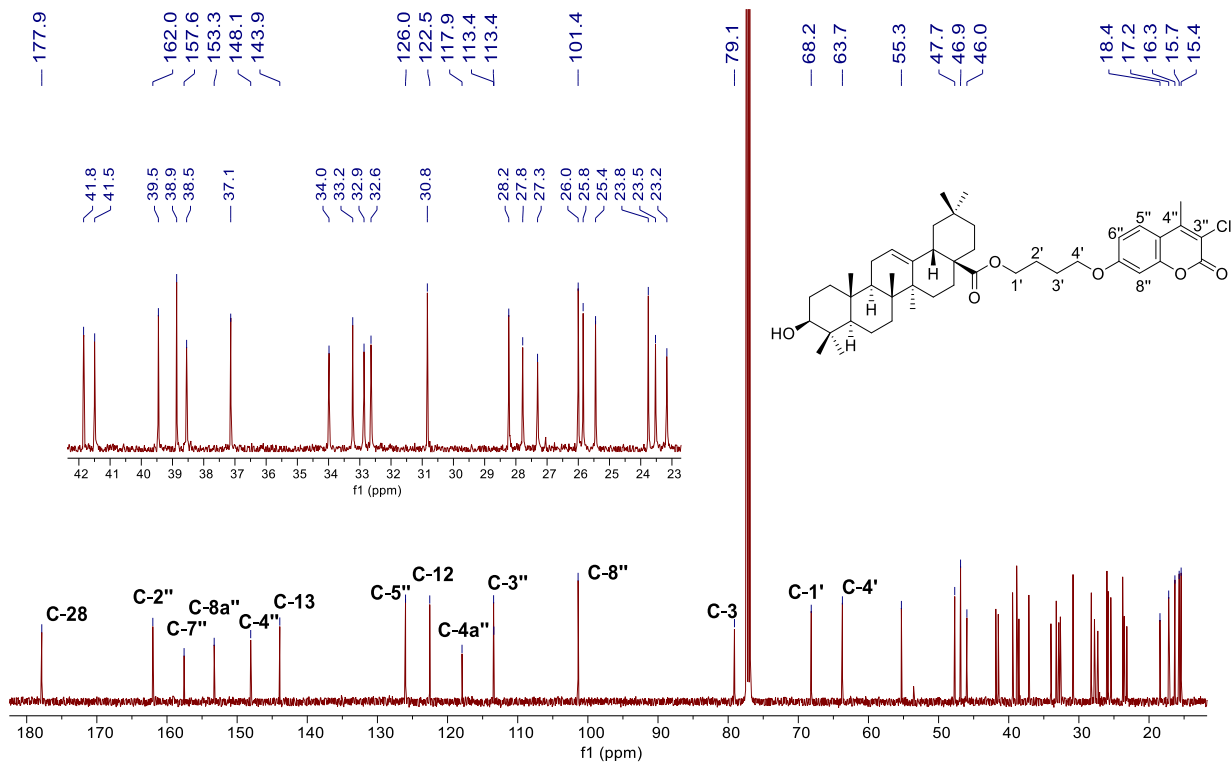 177.9 162.0 157.6 153.3 148.1 143.9 126.0 122.5 117.9 113.4 113.4 101.4 79.1 68.2 63.7 55.3 47.7 46.9 46.0 18.4 17.2 16.3 15.7 15.4
41.8 41.5 39.5 38.9 38.5 37.1 34.0 33.2 32.9 32.6 30.8 28.2 27.8 27.3 26.0 25.8 25.4 23.8 23.5 23.2
42 41 40 39 38 37 36 35 34 33 32 31 30 29 28 27 26 25 24 23
f1 (ppm)
5'' 4'' 3'' Cl
6''
2' 4'
O O O O
1' 3' 8''
O
H
H
HO
H
C-28 C-2'' C-7'' C-8a'' C-4'' C-13 C-5'' C-12 C-4a'' C-3'' C-8'' C-3 C-1' C-4'
180 170 160 150 140 130 120 110 100 90 80 70 60 50 40 30 20
f1 (ppm)